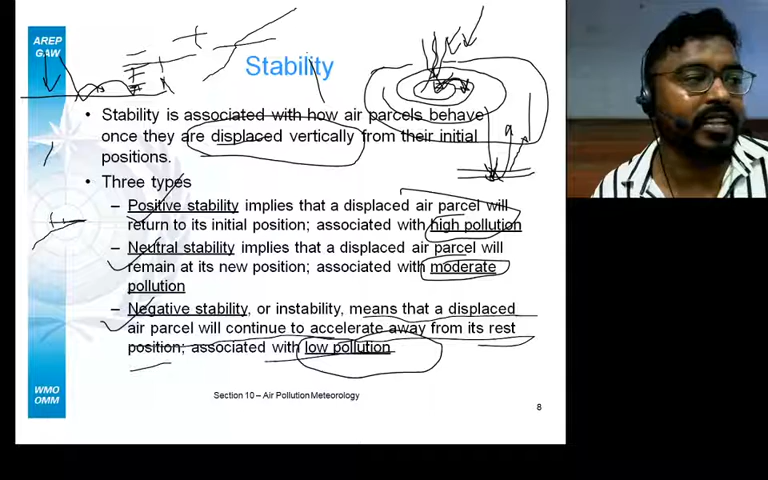 AREP
GAW
Stability
• Stability is associated with how air parcels behave
once they are displaced vertically from their initial
positions.
• Three types
– Positive stability implies that a displaced air parcel will
return to its initial position; associated with high pollution
– Neutral stability implies that a displaced air parcel will
remain at its new position; associated with moderate
pollution
– Negative stability, or instability, means that a displaced
air parcel will continue to accelerate away from its rest
position; associated with low pollution
WMO
OMM
Section 10 – Air Pollution Meteorology
8